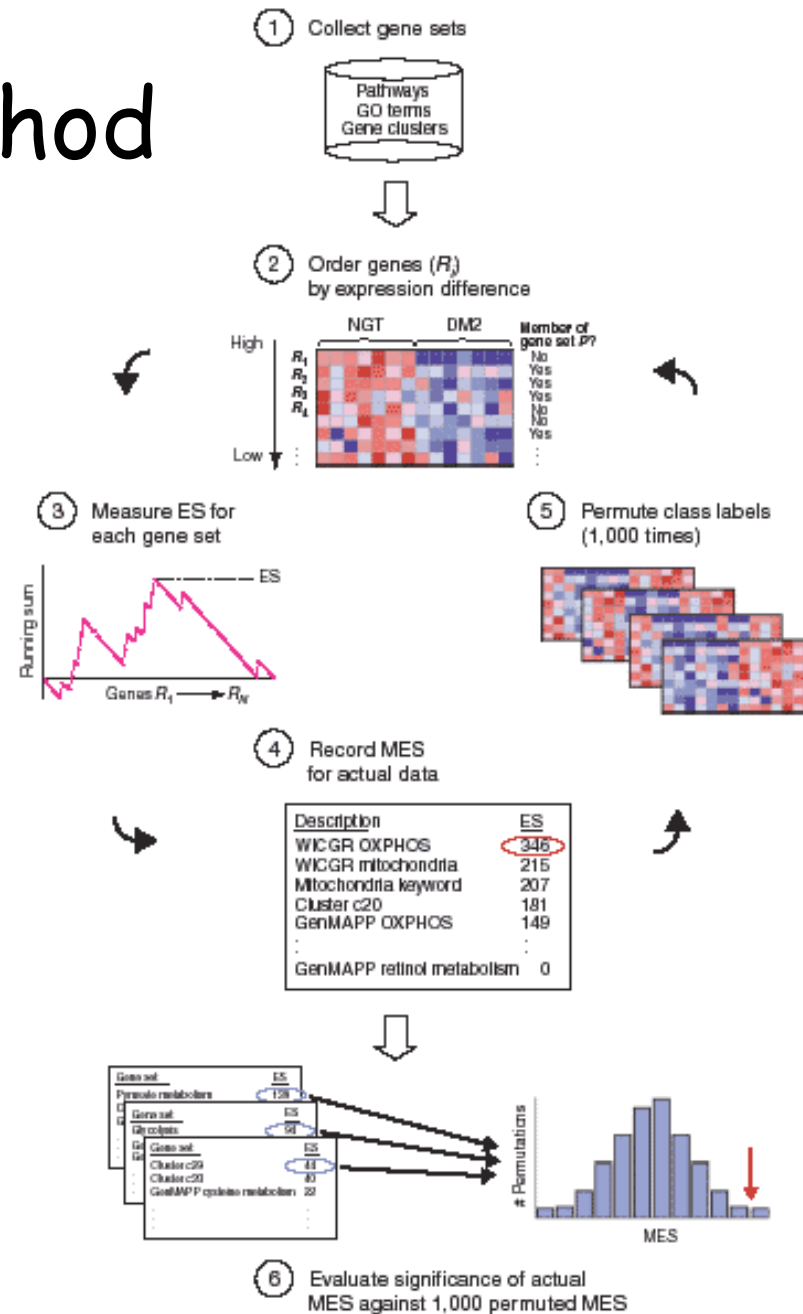 hod
1 Collect gene sets
Pathways
GO terms
Gene clusters
2 Order genes (Ri)
by expression difference
NGT DM2
Member of
gene set P?
High
Low
R1
R2
R3
R4
No
Yes
Yes
Yes
No
No
Yes
3 Measure ES for
each gene set
ES
Running sum
Genes R1 RN
5 Permute class labels
(1,000 times)
4 Record MES
for actual data
Description ES
WICGR OXPHOS 346
WICGR mitochondria 215
Mitochondria keyword 207
Cluster c20 181
GenMAPP OXPHOS 149
GenMAPP retinol metabolism 0
Gene set ES
Pyruvate metabolism
Gene set ES
Glycolysis
Gene set ES
Cluster c29 44
Cluster c23 40
GenMAPP cysteine metabolism 22
# Permutations
MES
6 Evaluate significance of actual
MES against 1,000 permuted MES